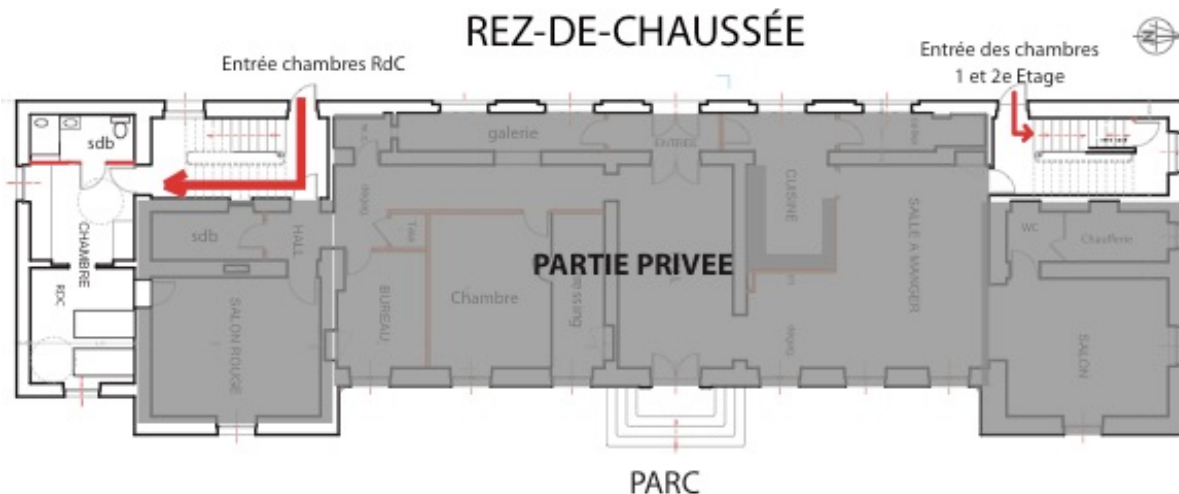 REZ-DE-CHAUSSÉE
Entrée chambres RdC
Entrée des chambres
1 et 2e Etage
N
sdb
galerie
ENTREE
CUISINE
SALLE A MANGER
WC
Chaufferie
CHAMBRE
RDC
sdb
HALL
SALON ROUGE
BUREAU
Chambre
PARTIE PRIVEE
SALON
PARC